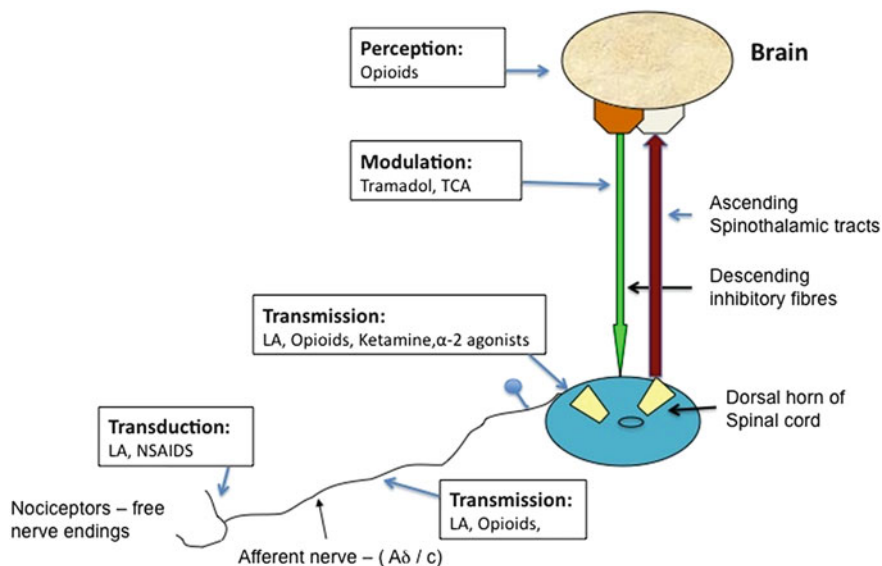 Perception:
Opioids
Brain
Modulation:
Tramadol, TCA
Ascending
Spinothalamic tracts
Descending
inhibitory fibres
Transmission:
LA, Opioids, Ketamine,α-2 agonists
Dorsal horn of
Spinal cord
Transduction:
LA, NSAIDS
Transmission:
LA, Opioids,
Nociceptors – free
nerve endings
Afferent nerve – ( Aδ / c)